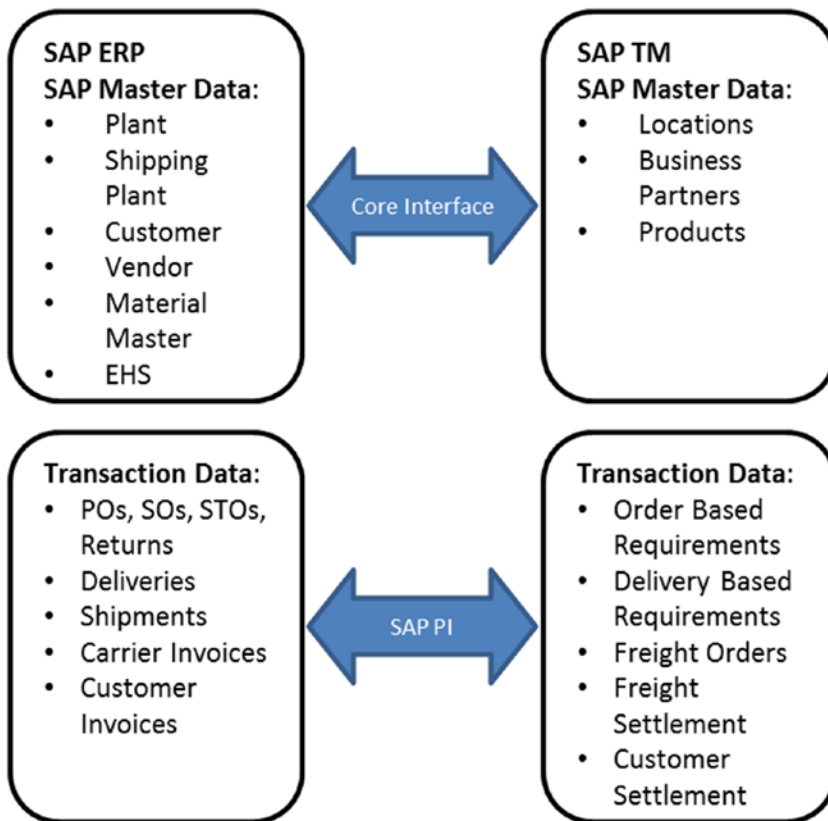 SAP ERP
SAP Master Data:
• Plant
• Shipping
Plant
• Customer
• Vendor
• Material
Master
• EHS
Core Interface
SAP TM
SAP Master Data:
• Locations
• Business
Partners
• Products
Transaction Data:
• POs, SOs, STOs,
Returns
• Deliveries
• Shipments
• Carrier Invoices
• Customer
Invoices
SAP PI
Transaction Data:
• Order Based
Requirements
• Delivery Based
Requirements
• Freight Orders
• Freight
Settlement
• Customer
Settlement